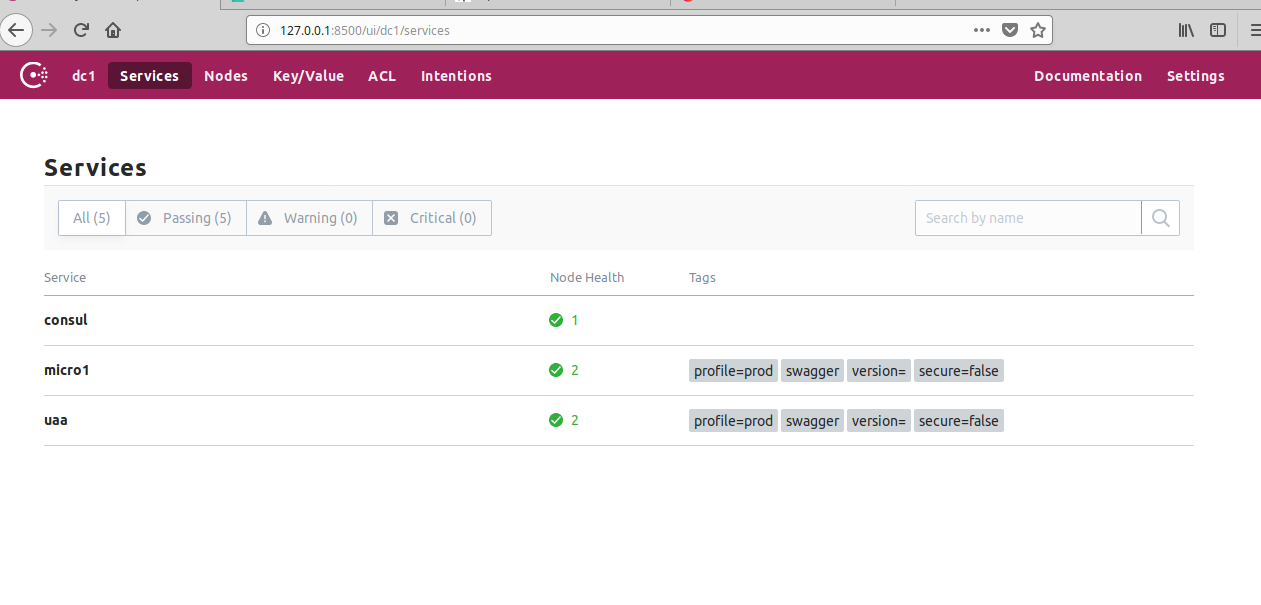 127.0.0.1:8500/ui/dc1/services
dc1 Services Nodes Key/Value ACL Intentions Documentation Settings
Services
All (5) Passing (5) Warning (0) Critical (0) Search by name
Service Node Health Tags
consul 1
micro1 2 profile=prod swagger version= secure=false
uaa 2 profile=prod swagger version= secure=false